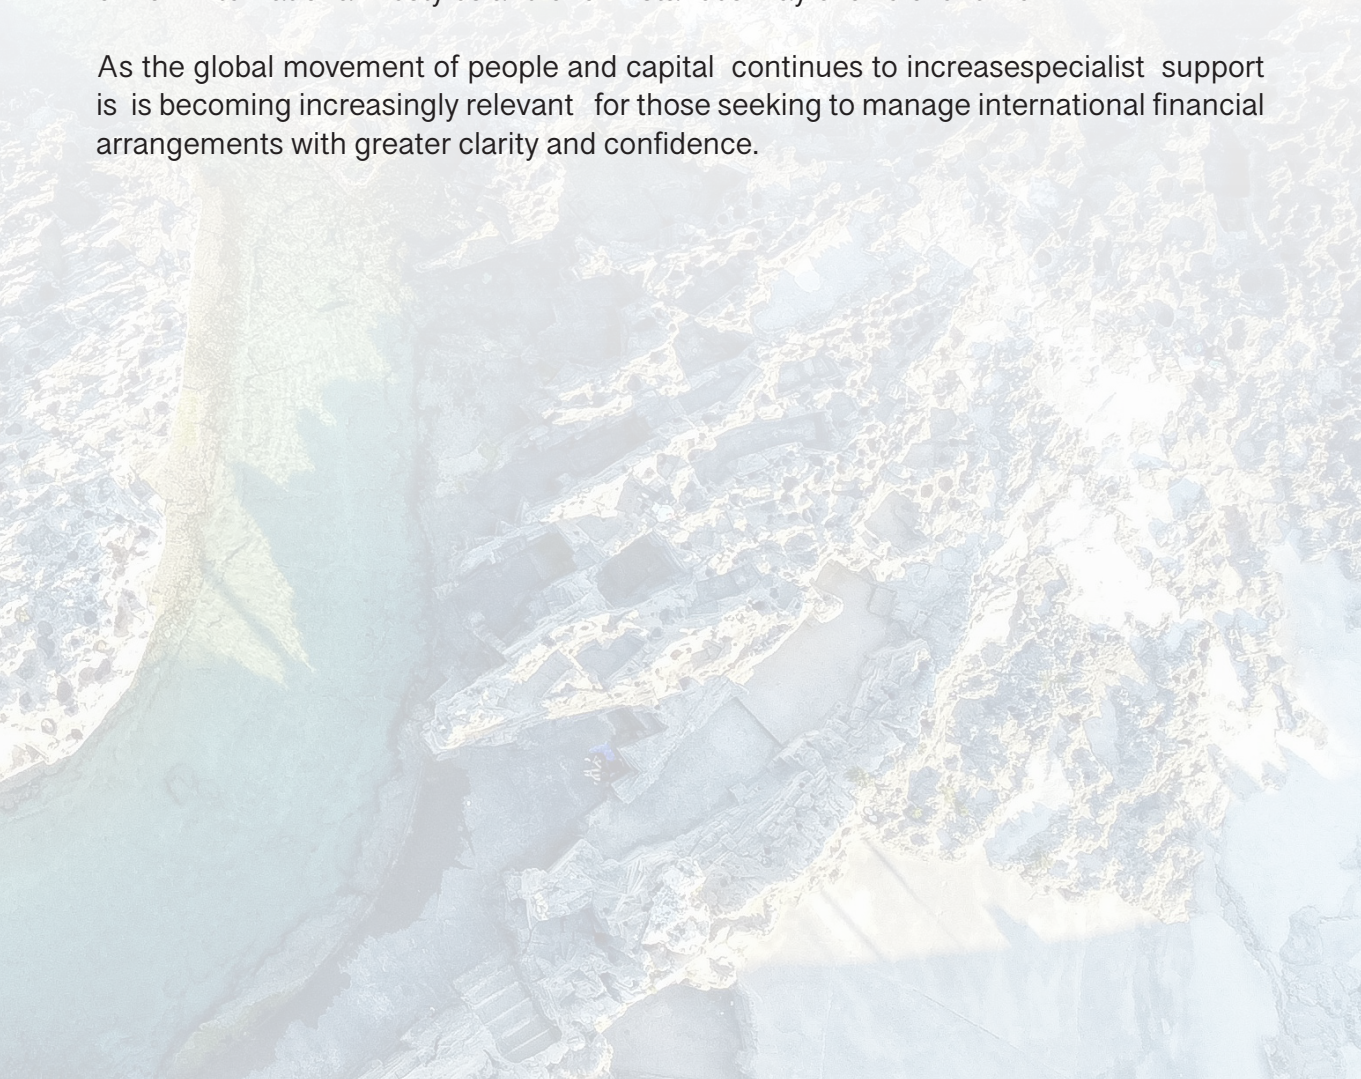 As the global movement of people and capital continues to increasespecialist support
is is becoming increasingly relevant for those seeking to manage international financial
arrangements with greater clarity and confidence.